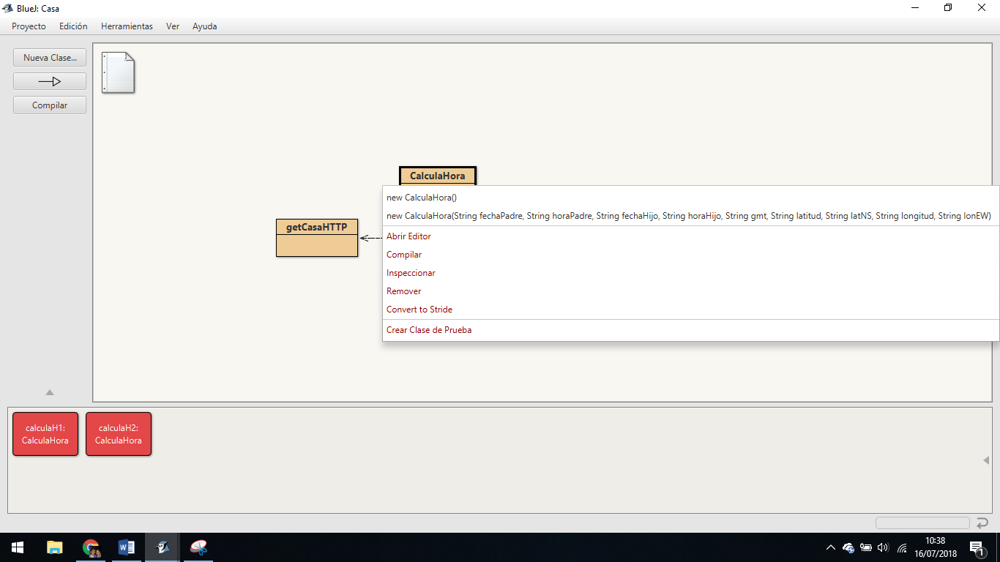 BlueJ: Casa
Proyecto Edición Herramientas Ver Ayuda
Nueva Clase...
Compilar
CalculaHora
getCasaHTTP
new CalculaHora()
new CalculaHora(String fechaPadre, String horaPadre, String fechaHijo, String horaHijo, String gmt, String latitud, String latNS, String longitud, String lonEW)
Abrir Editor
Compilar
Inspeccionar
Remover
Convert to Stride
Crear Clase de Prueba
calculaH1:
CalculaHora
calculaH2:
CalculaHora
10:38
16/07/2018
1